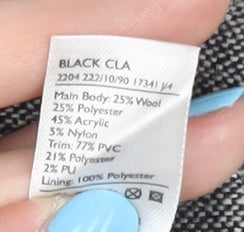 BLACK CLA
2204 222/10/90 17341 J/4
Main Body: 25% Wool
25% Polyester
45% Acrylic
5% Nylon
Trim: 77% PVC
21% Polyester
2% PU
Lining: 100% Polyester